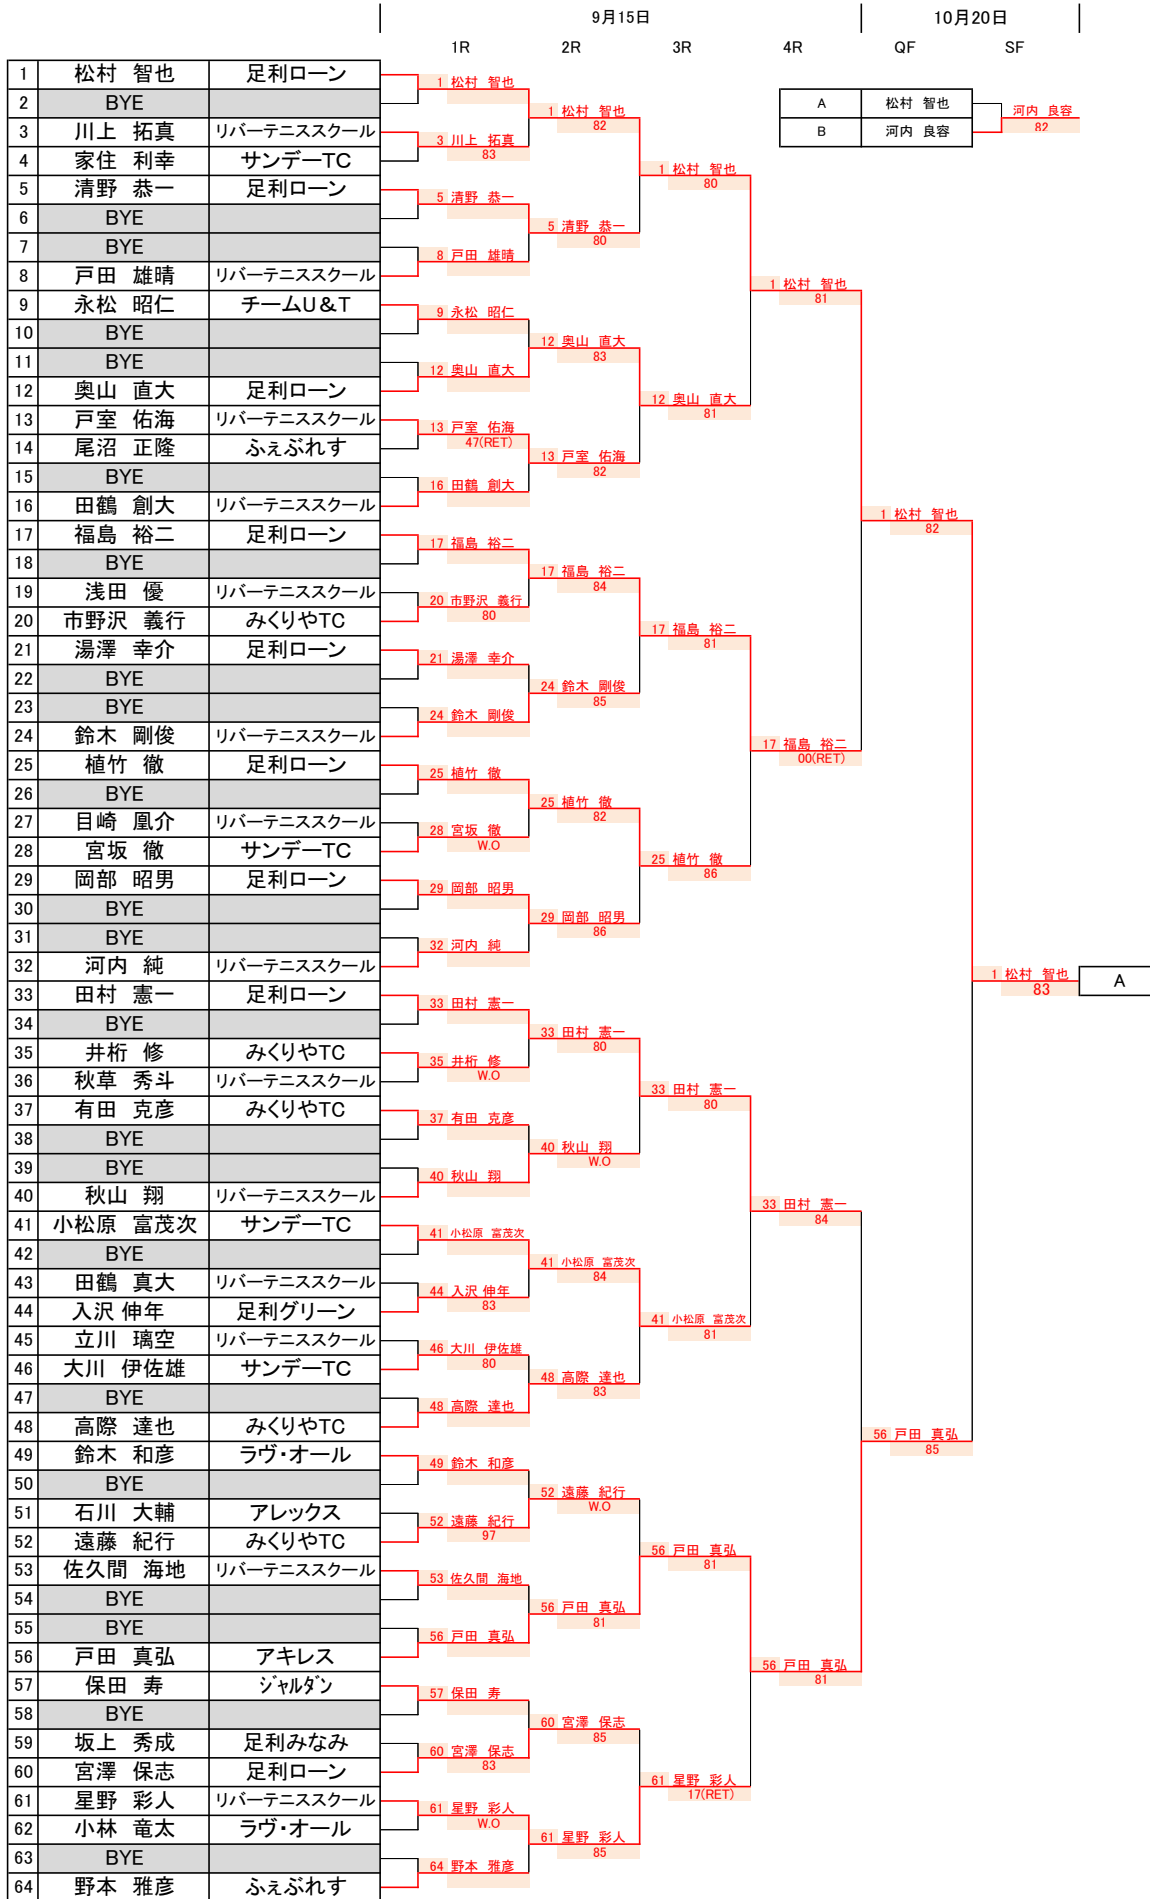 9月15日 10月20日
1R 2R 3R 4R QF SF
1 松村 智也 足利ローン
1 松村 智也
2 BYE
1 松村 智也
82
A 松村 智也
河内 良容
82
B 河内 良容
3 川上 拓真 リバーテニススクール
3 川上 拓真
83
4 家住 利幸 サンデーTC
1 松村 智也
80
5 清野 恭一 足利ローン
5 清野 恭一
6 BYE
5 清野 恭一
80
7 BYE
8 戸田 雄晴
8 戸田 雄晴 リバーテニススクール
1 松村 智也
81
9 永松 昭仁 チームU&T
9 永松 昭仁
10 BYE
12 奥山 直大
83
11 BYE
12 奥山 直大
12 奥山 直大 足利ローン
12 奥山 直大
81
13 戸室 佑海 リバーテニススクール
13 戸室 佑海
47(RET)
14 尾沼 正隆 ふぇぶれす
13 戸室 佑海
82
15 BYE
16 田鶴 創大
16 田鶴 創大 リバーテニススクール
1 松村 智也
82
17 福島 裕二 足利ローン
17 福島 裕二
18 BYE
17 福島 裕二
84
19 浅田 優 リバーテニススクール
20 市野沢 義行
80
20 市野沢 義行 みくりやTC
17 福島 裕二
81
21 湯澤 幸介 足利ローン
21 湯澤 幸介
22 BYE
24 鈴木 剛俊
85
23 BYE
24 鈴木 剛俊
24 鈴木 剛俊 リバーテニススクール
17 福島 裕二
00(RET)
25 植竹 徹 足利ローン
25 植竹 徹
26 BYE
25 植竹 徹
82
27 目崎 凰介 リバーテニススクール
28 宮坂 徹
W.O
28 宮坂 徹 サンデーTC
25 植竹 徹
86
29 岡部 昭男 足利ローン
29 岡部 昭男
30 BYE
29 岡部 昭男
86
31 BYE
32 河内 純
32 河内 純 リバーテニススクール
1 松村 智也
83
A
33 田村 憲一 足利ローン
33 田村 憲一
34 BYE
33 田村 憲一
80
35 井桁 修 みくりやTC
35 井桁 修
W.O
36 秋草 秀斗 リバーテニススクール
33 田村 憲一
80
37 有田 克彦 みくりやTC
37 有田 克彦
38 BYE
40 秋山 翔
W.O
39 BYE
40 秋山 翔
40 秋山 翔 リバーテニススクール
33 田村 憲一
84
41 小松原 富茂次 サンデーTC
41 小松原 富茂次
42 BYE
41 小松原 富茂次
84
43 田鶴 真大 リバーテニススクール
44 入沢 伸年
83
44 入沢 伸年 足利グリーン
41 小松原 富茂次
81
45 立川 璃空 リバーテニススクール
46 大川 伊佐雄
80
46 大川 伊佐雄 サンデーTC
48 高際 達也
83
47 BYE
48 高際 達也
48 高際 達也 みくりやTC
56 戸田 真弘
85
49 鈴木 和彦 ラヴ・オール
49 鈴木 和彦
50 BYE
52 遠藤 紀行
W.O
51 石川 大輔 アレックス
52 遠藤 紀行
97
52 遠藤 紀行 みくりやTC
56 戸田 真弘
81
53 佐久間 海地 リバーテニススクール
53 佐久間 海地
54 BYE
56 戸田 真弘
81
55 BYE
56 戸田 真弘
56 戸田 真弘 アキレス
56 戸田 真弘
81
57 保田 寿 ジャルダン
57 保田 寿
58 BYE
60 宮澤 保志
85
59 坂上 秀成 足利みなみ
60 宮澤 保志
83
60 宮澤 保志 足利ローン
61 星野 彩人
17(RET)
61 星野 彩人 リバーテニススクール
61 星野 彩人
W.O
62 小林 竜太 ラヴ・オール
61 星野 彩人
85
63 BYE
64 野本 雅彦
64 野本 雅彦 ふぇぶれす